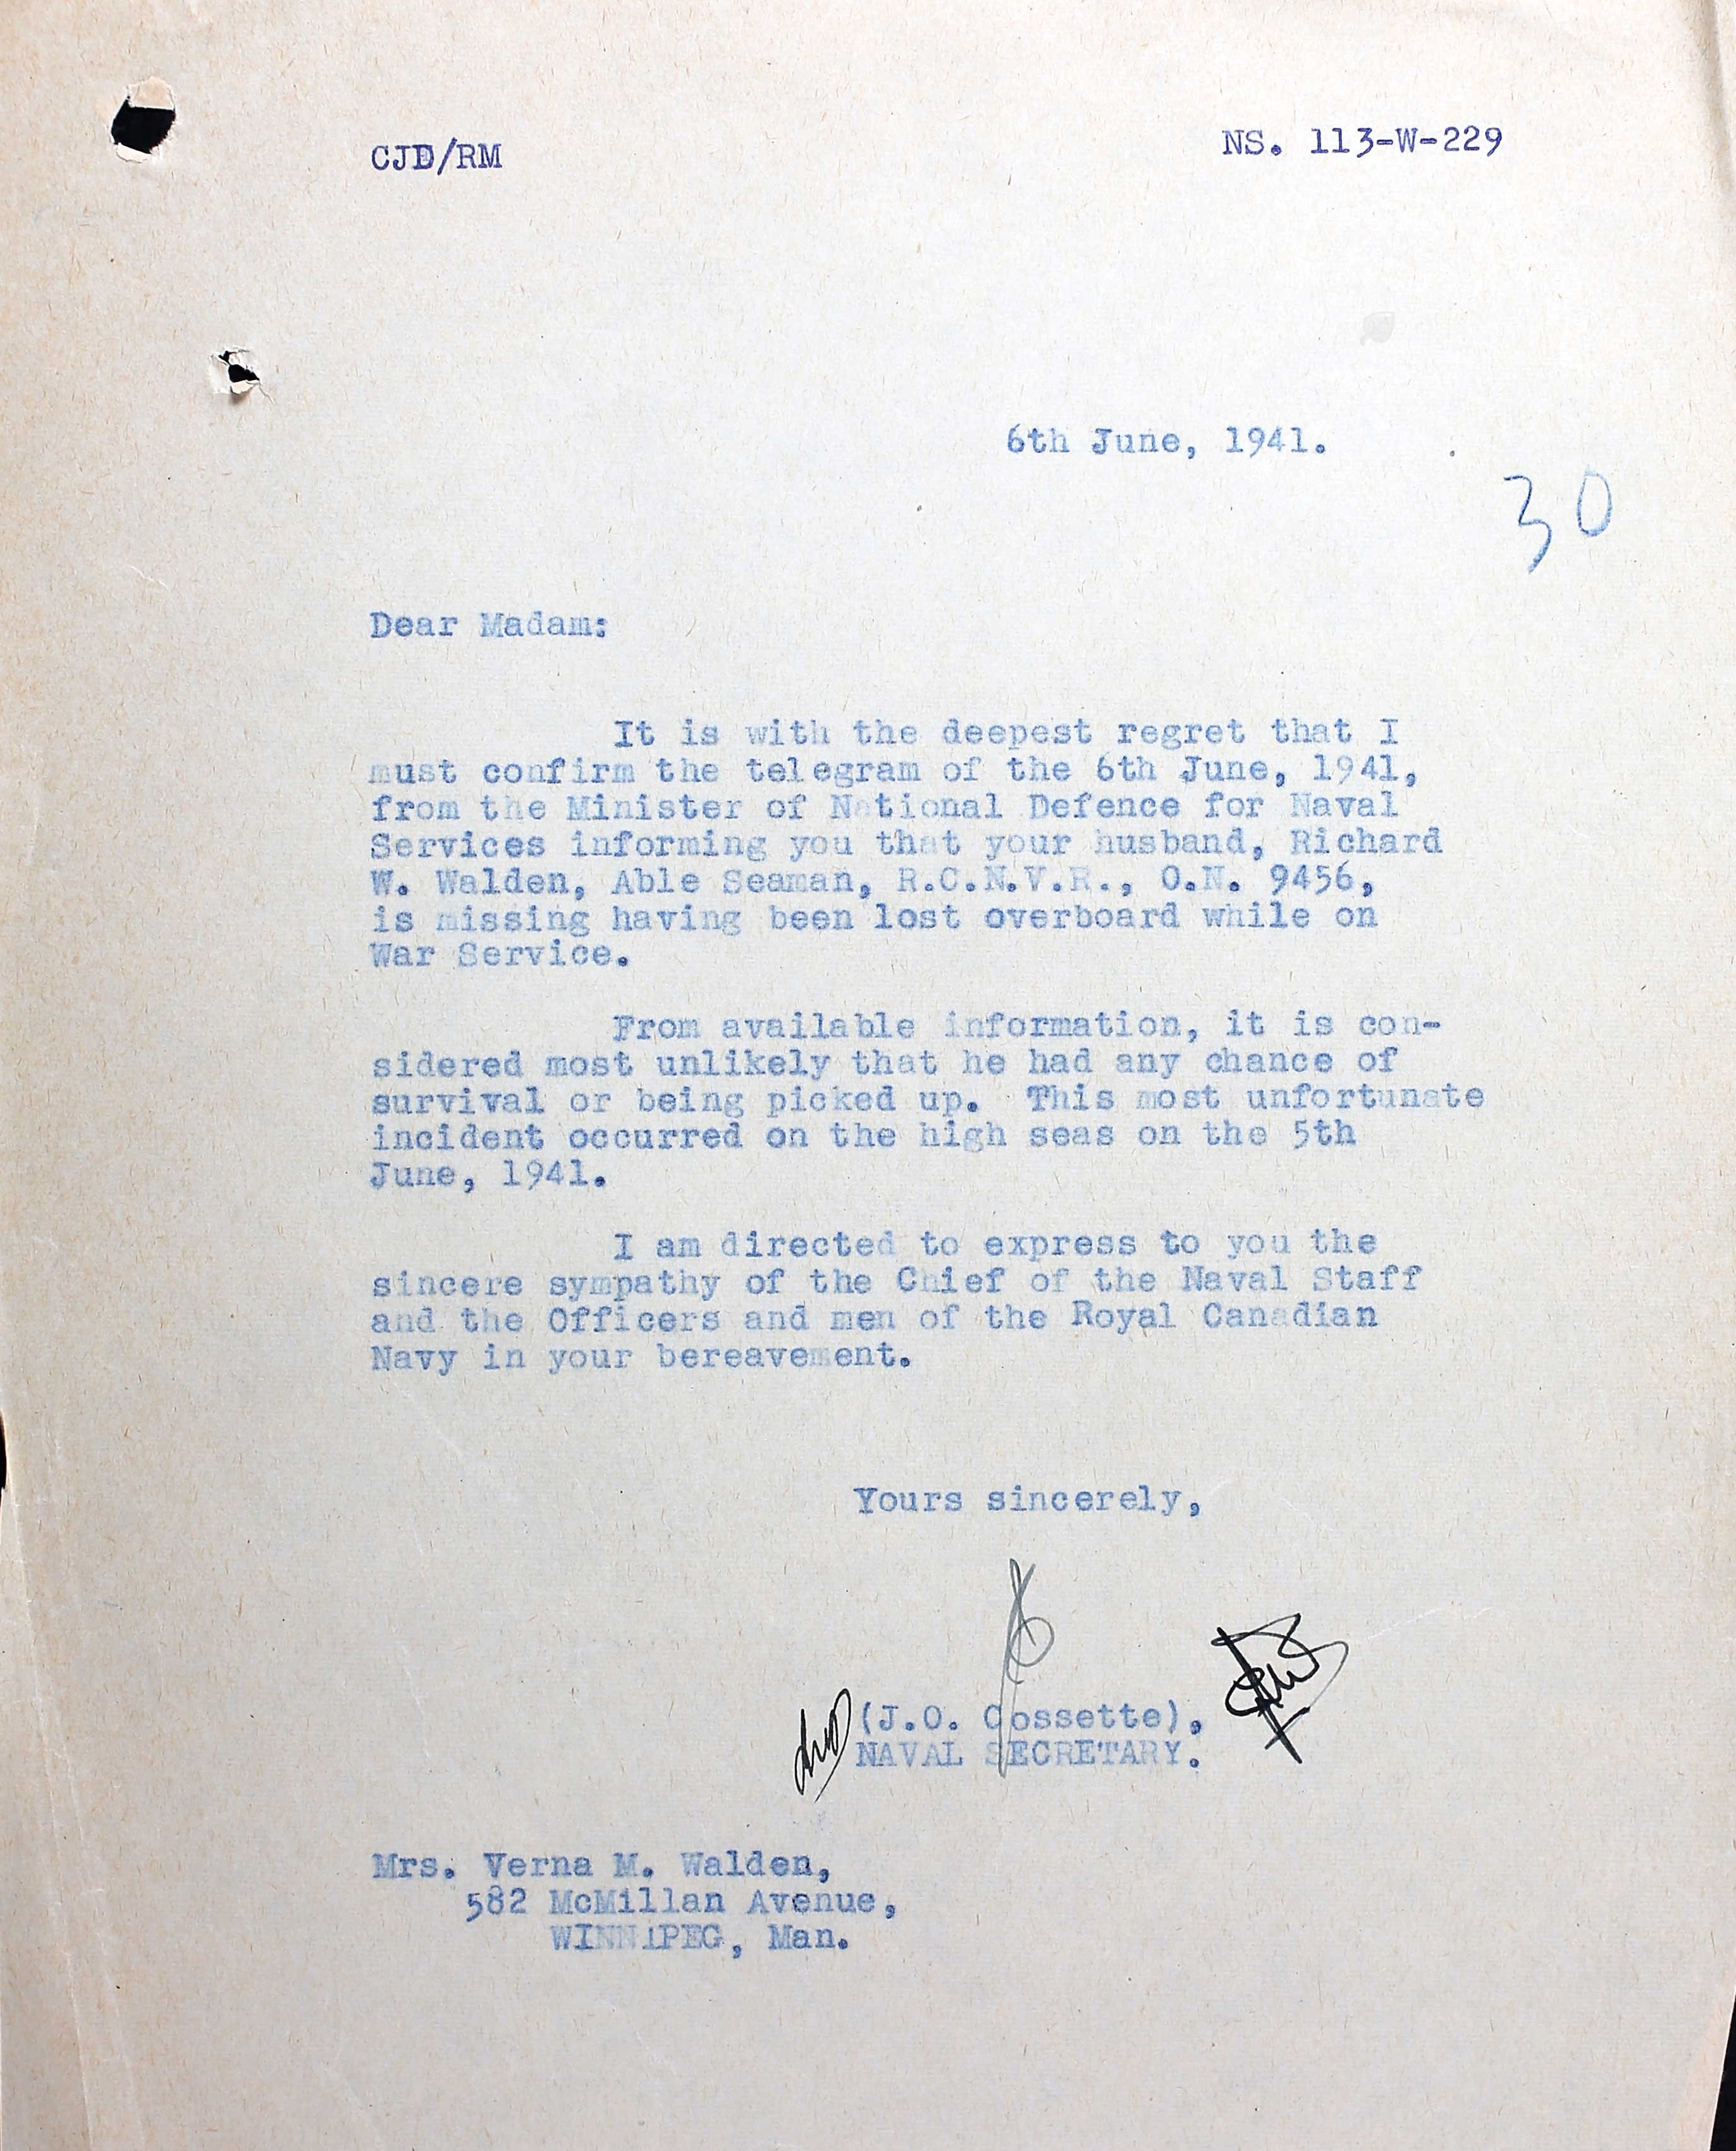 CJD/RM
NS. 113-W-229
6th June, 1941.
30
Dear Madam:
It is with the deepest regret that I
must confirm the telegram of the 6th June, 1941,
from the Minister of National Defence for Naval
Services informing you that your husband, Richard
W. Walden, Able Seaman, R.C.N.V.R., O.N. 9456,
is missing having been lost overboard while on
War Service.
From available information, it is con-
sidered most unlikely that he had any chance of
survival or being picked up. This most unfortunate
incident occurred on the high seas on the 5th
June, 1941.
I am directed to express to you the
sincere sympathy of the Chief of the Naval Staff
and the Officers and men of the Royal Canadian
Navy in your bereavement.
Yours sincerely,
(J.O. Cossette),
NAVAL SECRETARY.
Mrs. Verna M. Walden,
582 McMillan Avenue,
WINNIPEG, Man.